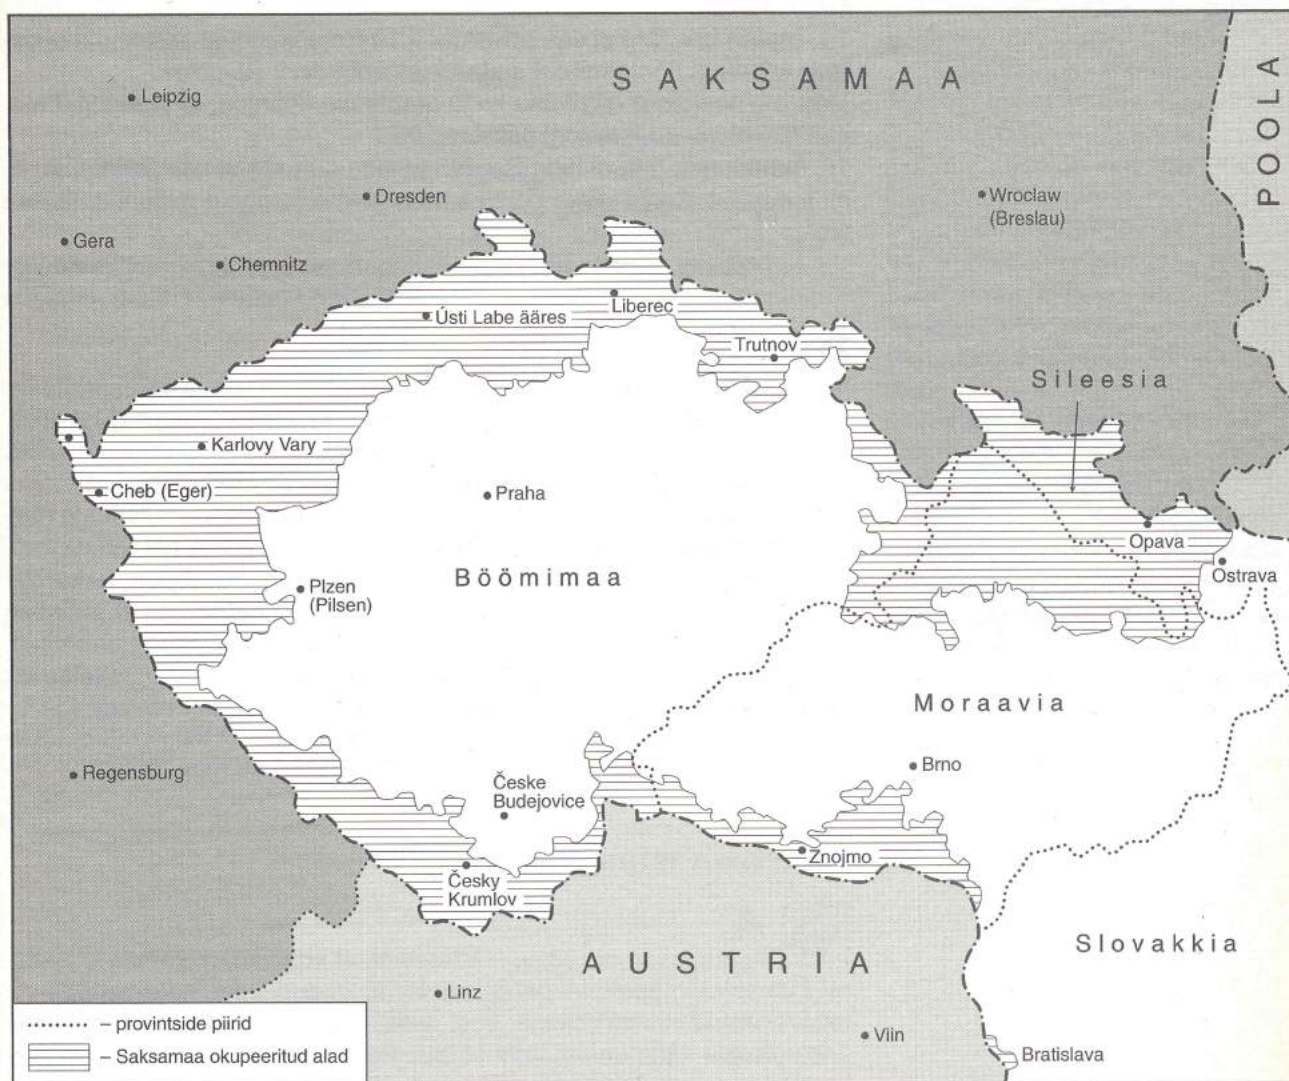 SAKSAMAA
POOLA
Leipzig
Dresden
Wroclaw
(Breslau)
Gera
Chemnitz
Liberec
Ústi Labe ääres
Trutnov
Sileesia
Karlovy Vary
Cheb (Eger)
Praha
Opava
Ostrava
Böömimaa
Plzen
(Pilsen)
Moraavia
Regensburg
Brno
Česke
Budejovice
Znojmo
Česky
Krumlov
Slovakkia
AUSTRIA
Linz
Viin
Bratislava
– provintside piirid
– Saksamaa okupeeritud alad